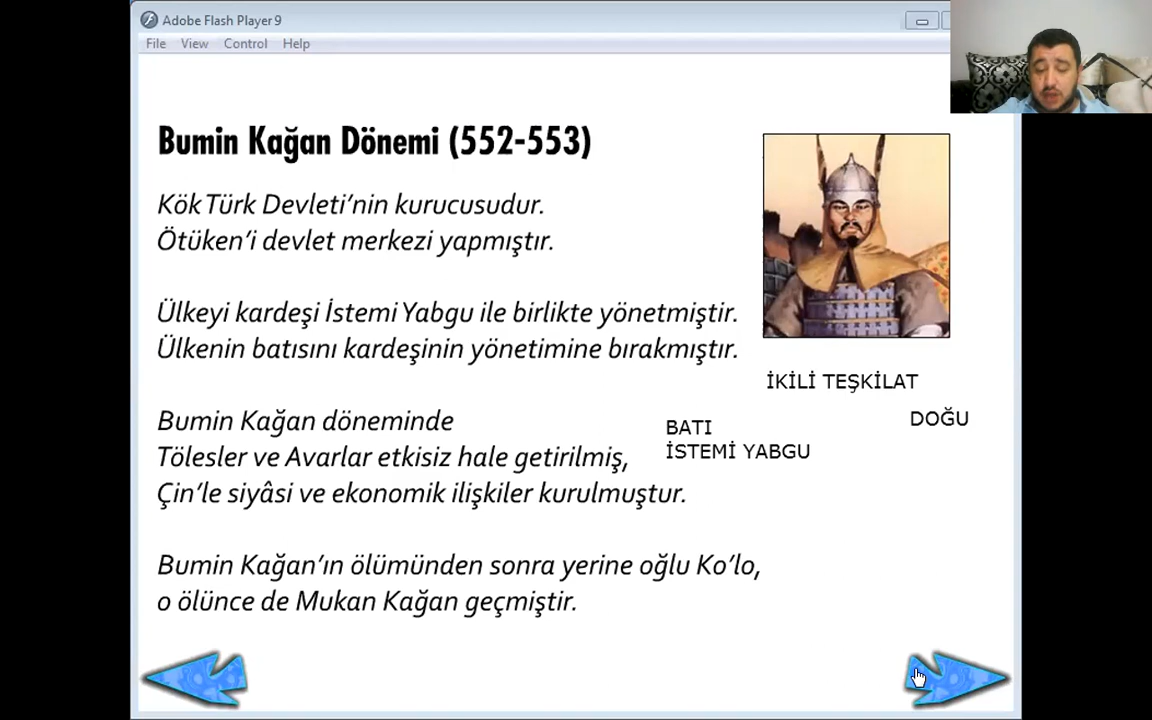 Adobe Flash Player 9
File View Control Help
Bumin Kağan Dönemi (552-553)
Kök Türk Devleti’nin kurucusudur.
Ötüken’i devlet merkezi yapmıştır.
Ülkeyi kardeşi İstemi Yabgu ile birlikte yönetmiştir.
Ülkenin batısını kardeşinin yönetimine bırakmıştır.
İKİLİ TEŞKİLAT
DOĞU
BATI
İSTEMİ YABGU
Bumin Kağan döneminde
Tölesler ve Avarlar etkisiz hale getirilmiş,
Çin’le siyâsi ve ekonomik ilişkiler kurulmuştur.
Bumin Kağan’ın ölümünden sonra yerine oğlu Ko’lo,
o ölünce de Mukan Kağan geçmiştir.